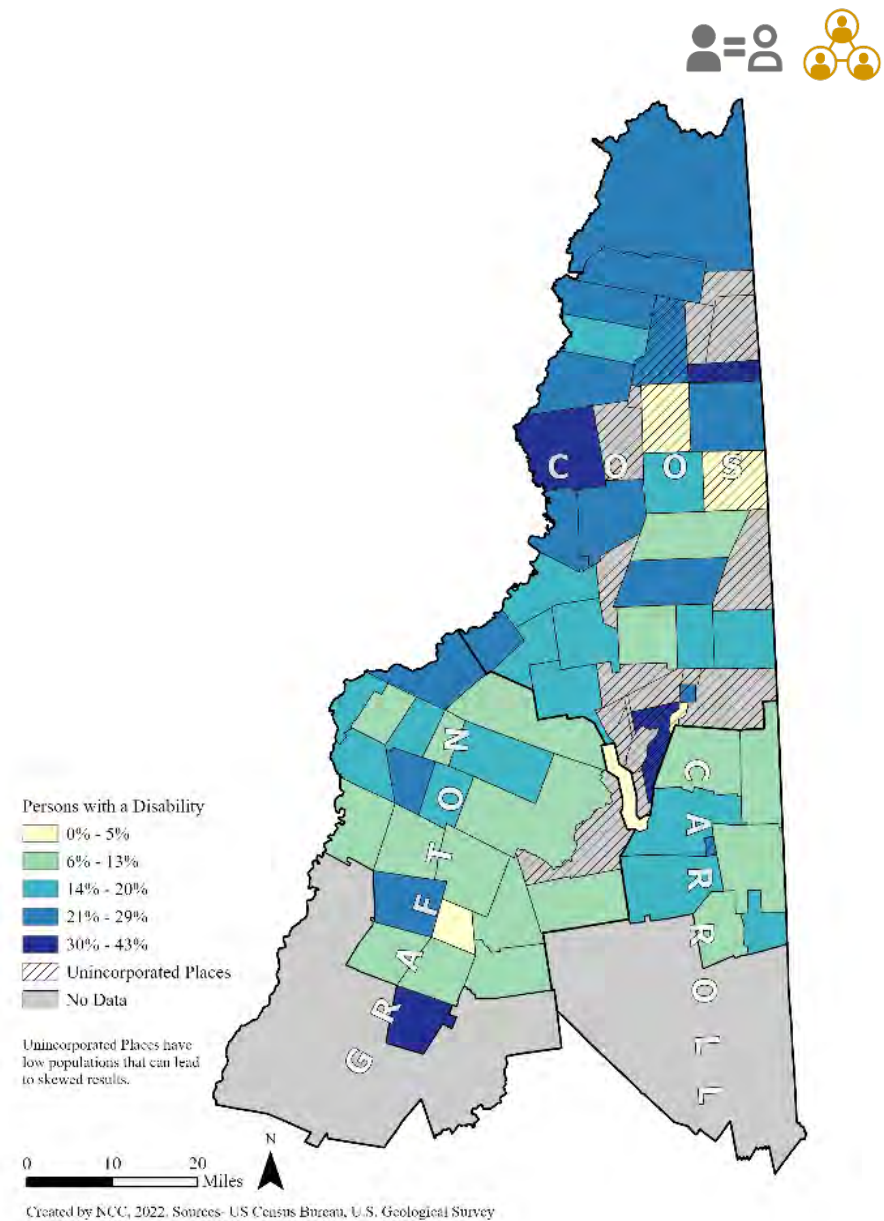 COOS
GRAFTON
CARROLL
Persons with a Disability
0% - 5%
6% - 13%
14% - 20%
21% - 29%
30% - 43%
Unincorporated Places
No Data
Unincorporated Places have
low populations that can lead
to skewed results.
N
0 10 20
Miles
Created by NCC, 2022. Sources- US Census Bureau, U.S. Geological Survey